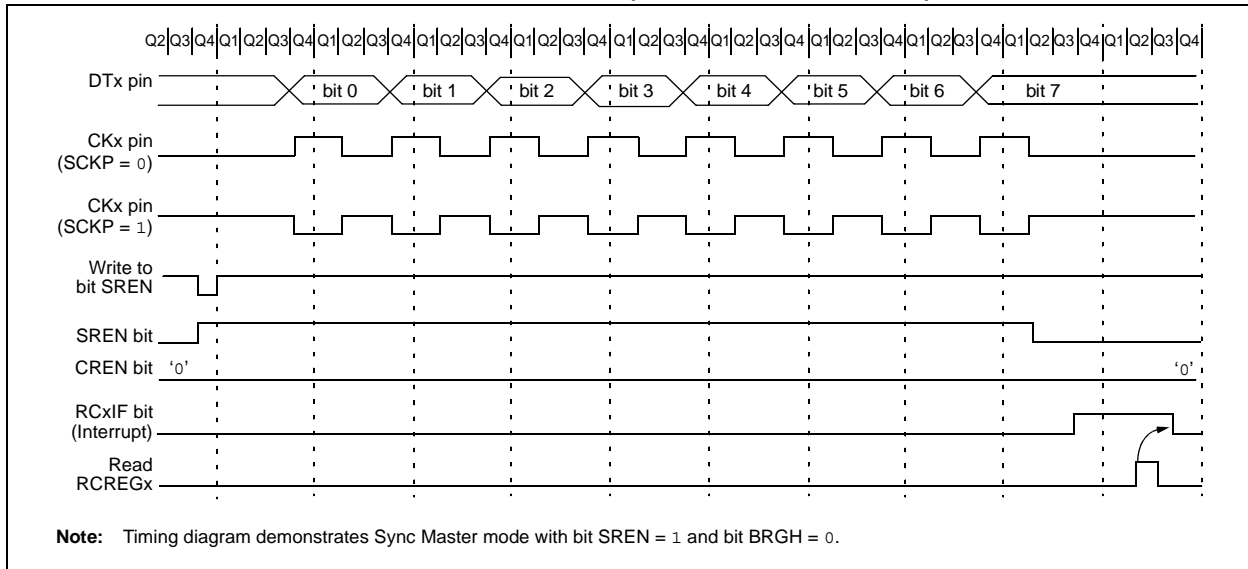 Q2|Q3|Q4|Q1|Q2|Q3|Q4|Q1|Q2|Q3|Q4|Q1|Q2|Q3|Q4|Q1|Q2|Q3|Q4|Q1|Q2|Q3|Q4|Q1|Q2|Q3|Q4|Q1|Q2|Q3|Q4|Q1|Q2|Q3|Q4|Q1|Q2|Q3|Q4|Q1|Q2|Q3|Q4|
DTx pin bit 0 bit 1 bit 2 bit 3 bit 4 bit 5 bit 6 bit 7
CKx pin
(SCKP = 0)
CKx pin
(SCKP = 1)
Write to
bit SREN
SREN bit
CREN bit '0' '0'
RCxIF bit
(Interrupt)
Read
RCREGx
Note: Timing diagram demonstrates Sync Master mode with bit SREN = 1 and bit BRGH = 0.